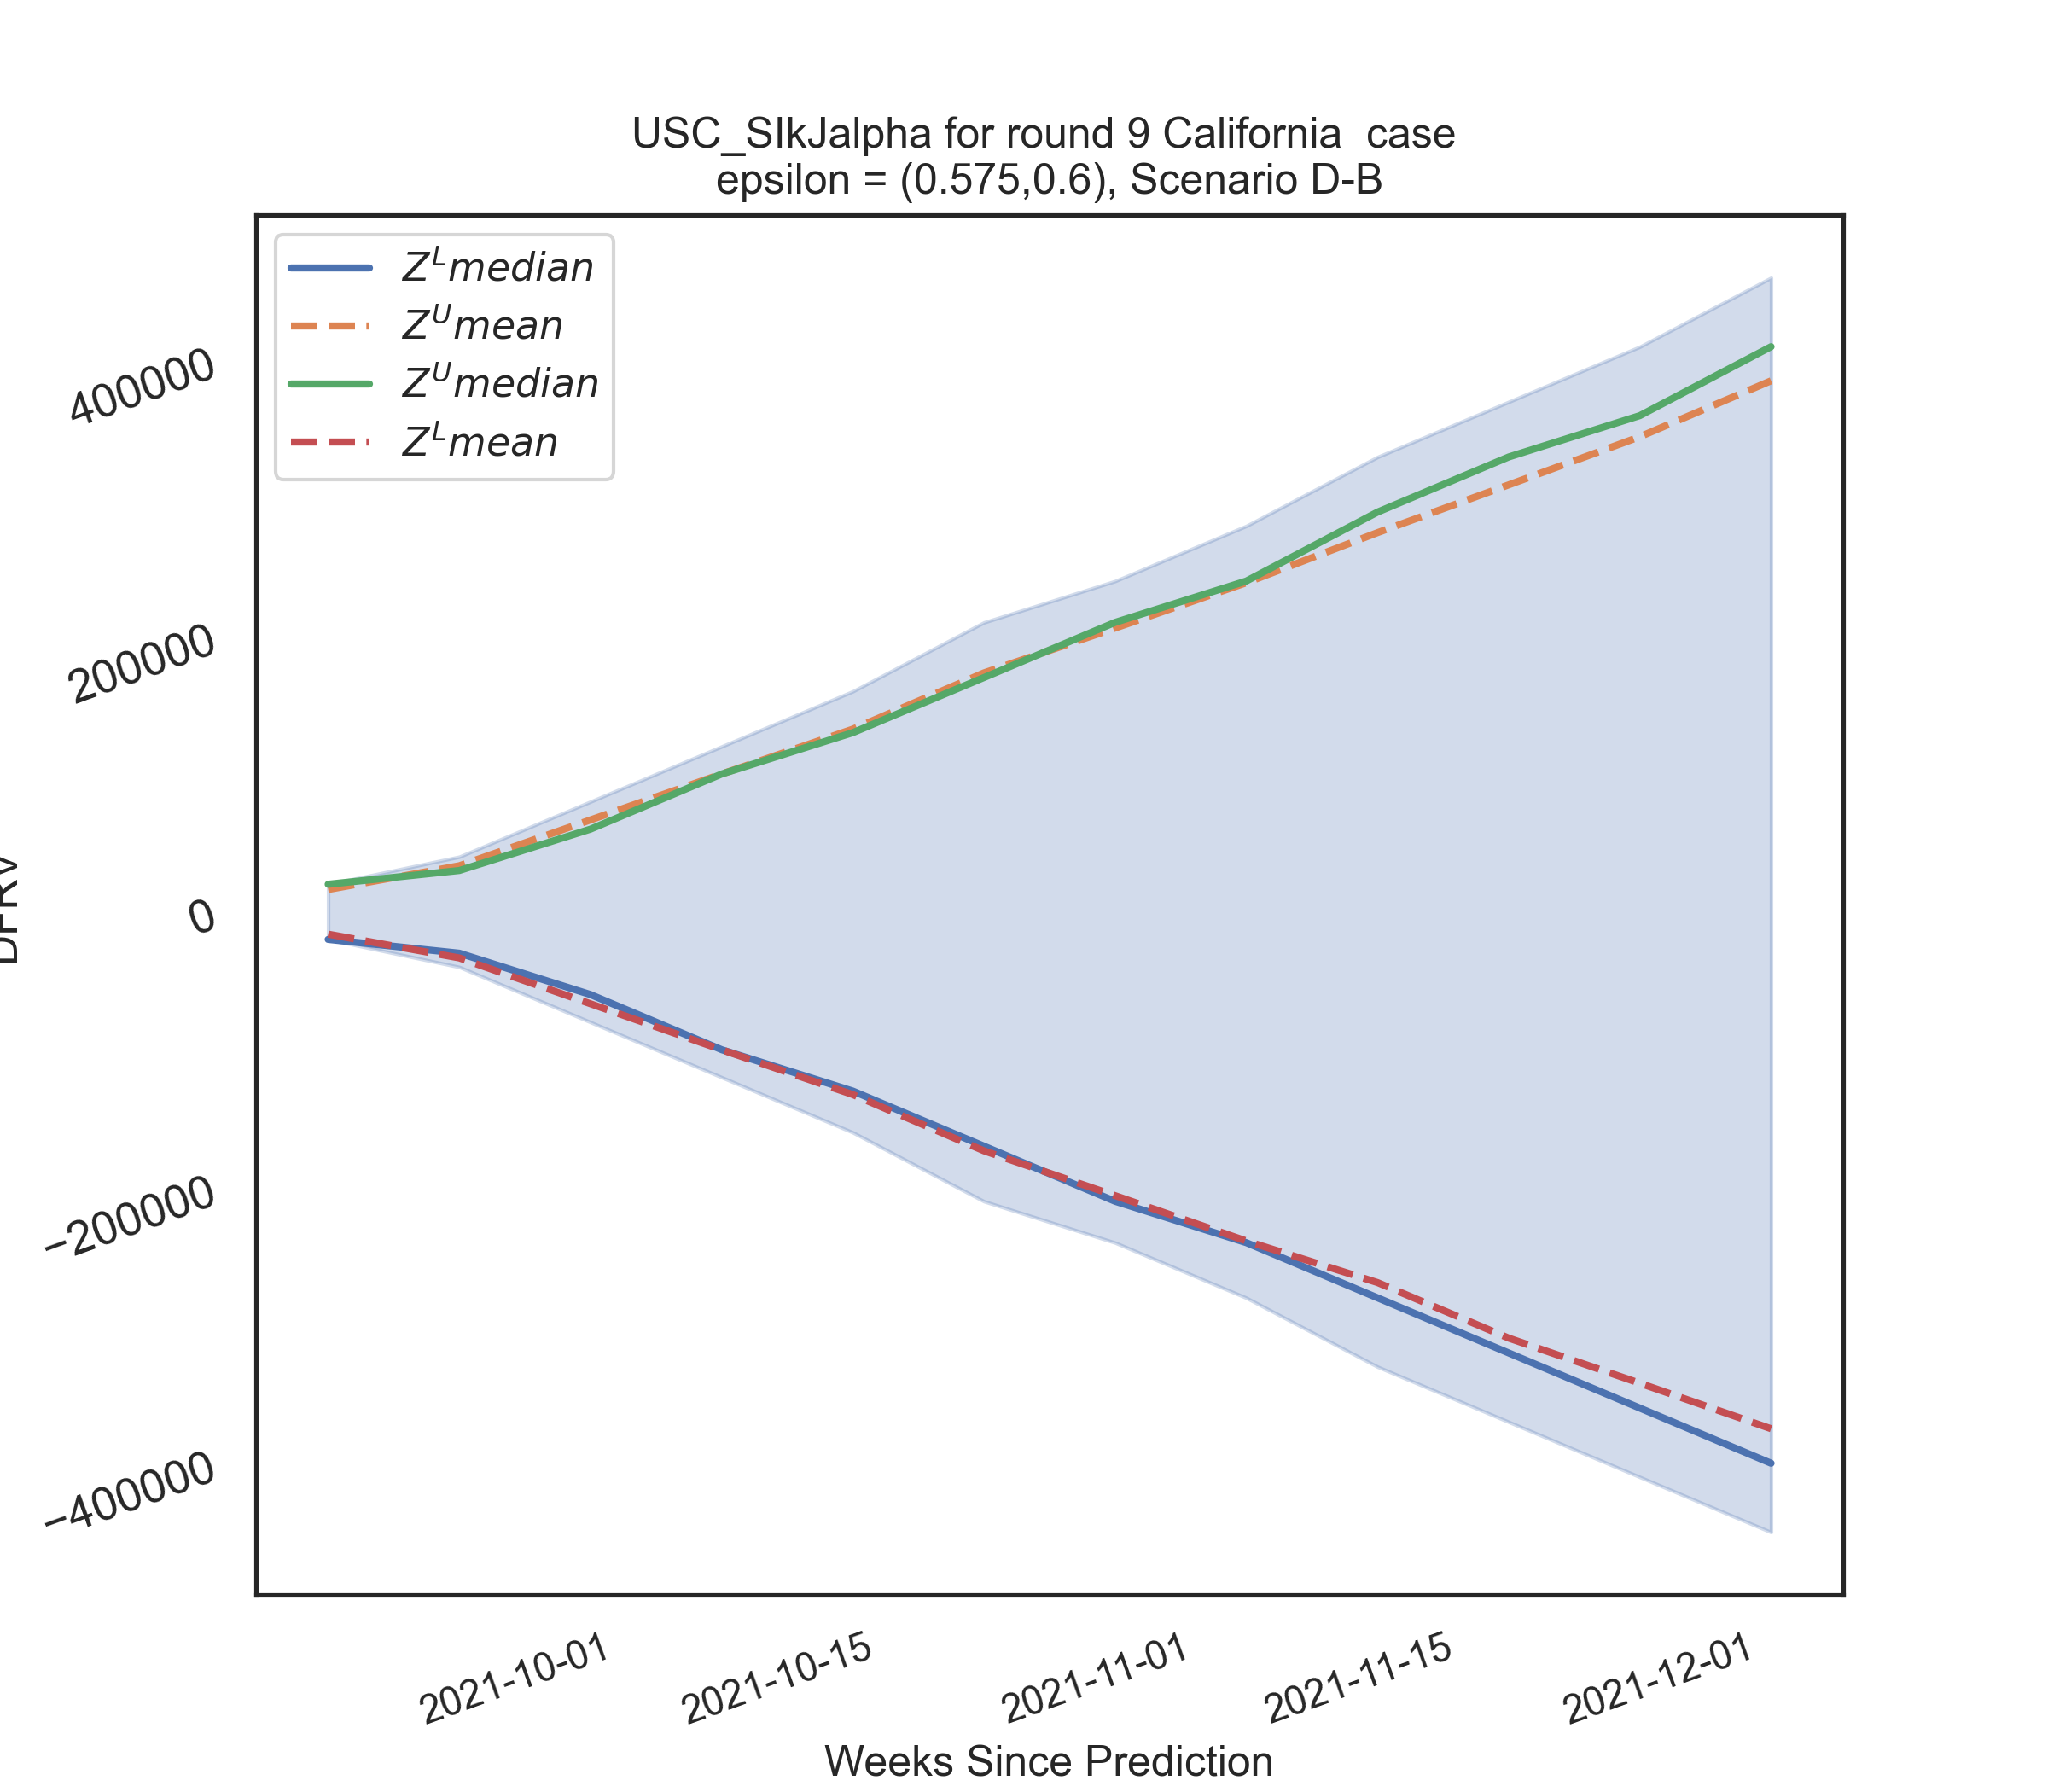 USC_SIkJalpha for round 9 California  case
epsilon = (0.575,0.6), Scenario D-B
Z^L median
Z^U mean
Z^U median
Z^L mean
400000
200000
0
−200000
−400000
2021-10-01
2021-10-15
2021-11-01
2021-11-15
2021-12-01
Weeks Since Prediction